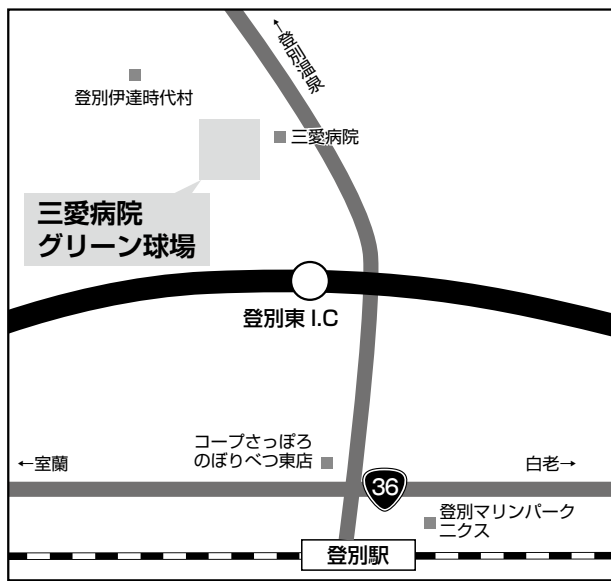 ←登別温泉
登別伊達時代村
三愛病院
三愛病院
グリーン球場
登別東 I.C
コープさっぽろ
のぼりべつ東店
←室蘭
白老→
36
登別マリンパーク
ニクス
登別駅